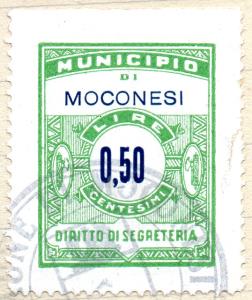 MUNICIPIO
DI
MOCONESI
LIRE
0,50
CENTESIMI
DIRITTO DI SEGRETERIA